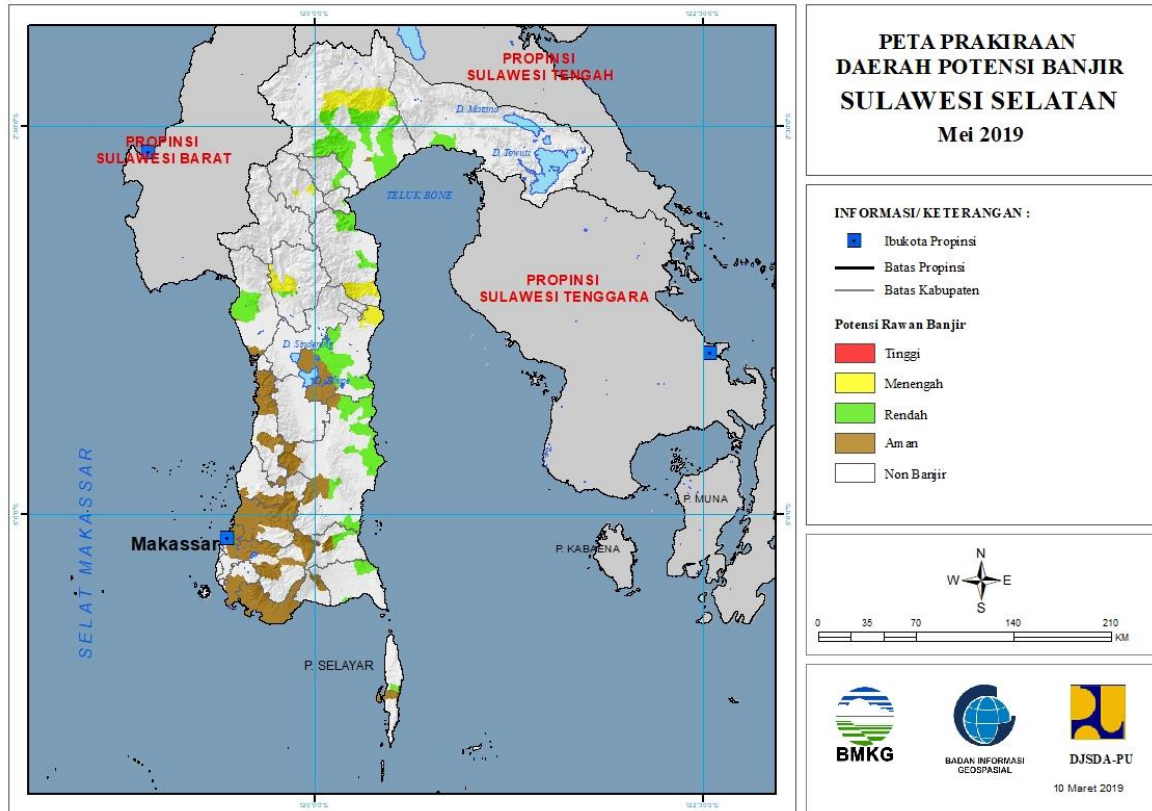 PROPINSI
SULAWESI TENGAH
D. Matana
D. Towuti
PROPINSI
SULAWESI BARAT
TELUK BONE
PROPINSI
SULAWESI TENGGARA
SELAT MAKASSAR
Makassar
P. MUNA
P. KABAENA
P. SELAYAR
PETA PRAKIRAAN
DAERAH POTENSI BANJIR
SULAWESI SELATAN
Mei 2019
INFORMASI/ KETERANGAN :
Ibukota Propinsi
Batas Propinsi
Batas Kabupaten
Potensi Rawan Banjir
Tinggi
Menengah
Rendah
Aman
Non Banjir
N
W E
S
0 35 70 140 210
KM
BMKG
BADAN INFORMASI
GEOSPASIAL
DJSDA-PU
10 Maret 2019